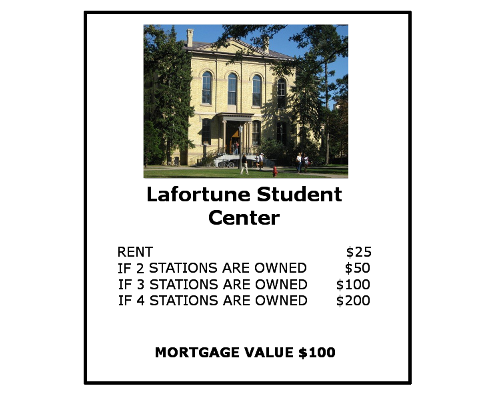 Lafortune Student
Center
RENT $25
IF 2 STATIONS ARE OWNED $50
IF 3 STATIONS ARE OWNED $100
IF 4 STATIONS ARE OWNED $200
MORTGAGE VALUE $100